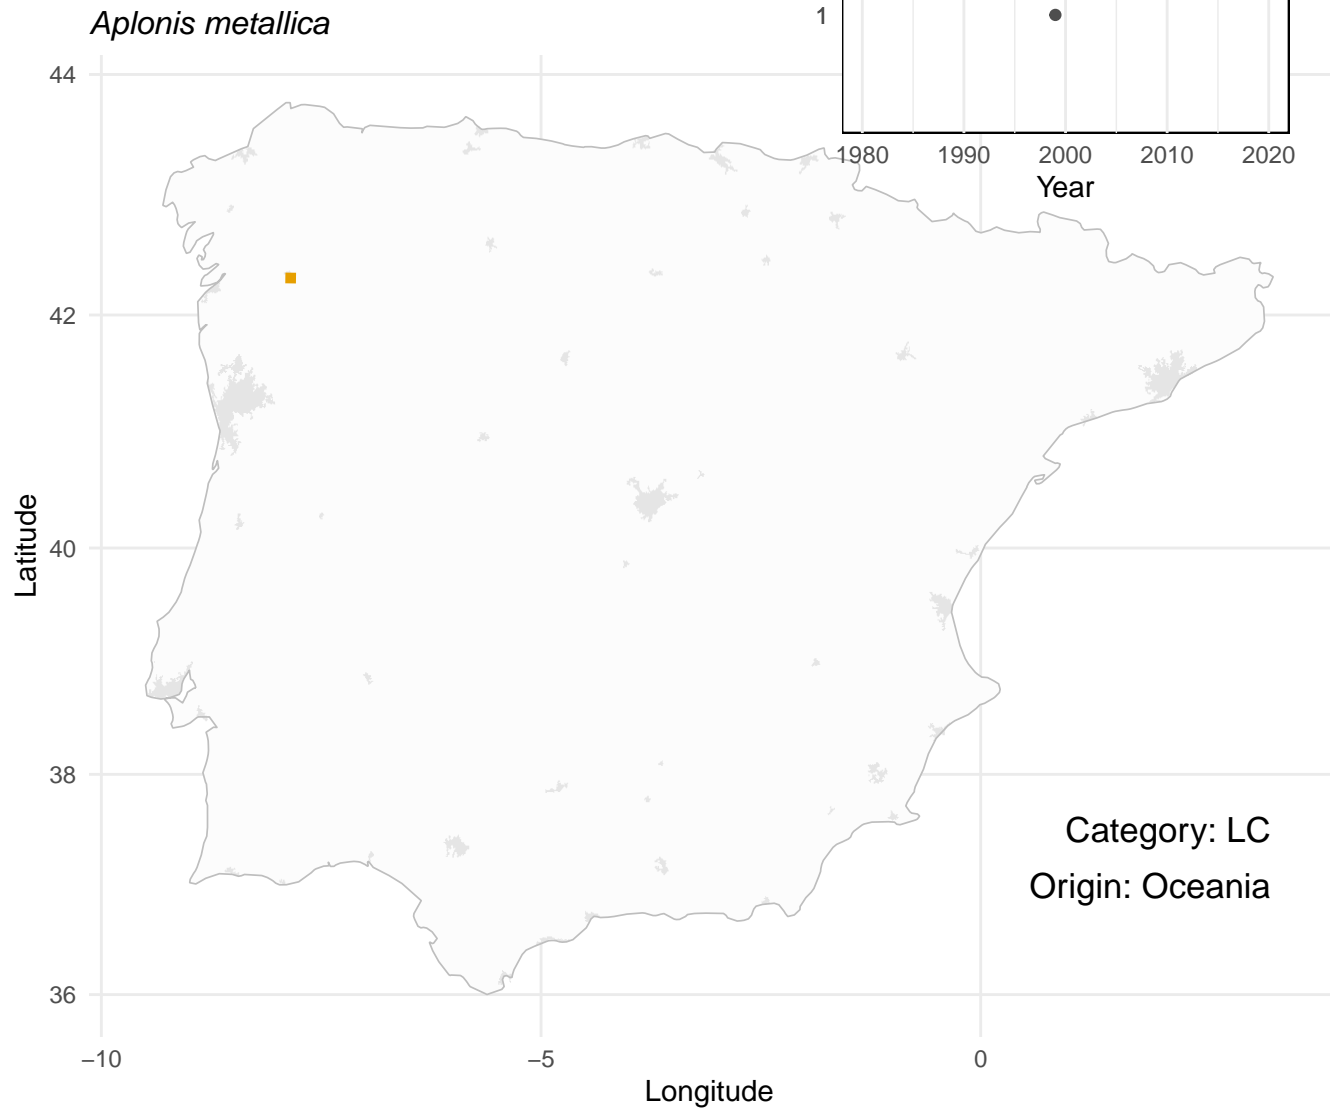 Aplonis metallica
1
1980 1990 2000 2010 2020
Year
44
42
40
38
36
Latitude
Category: LC
Origin: Oceania
−10 −5 0
Longitude